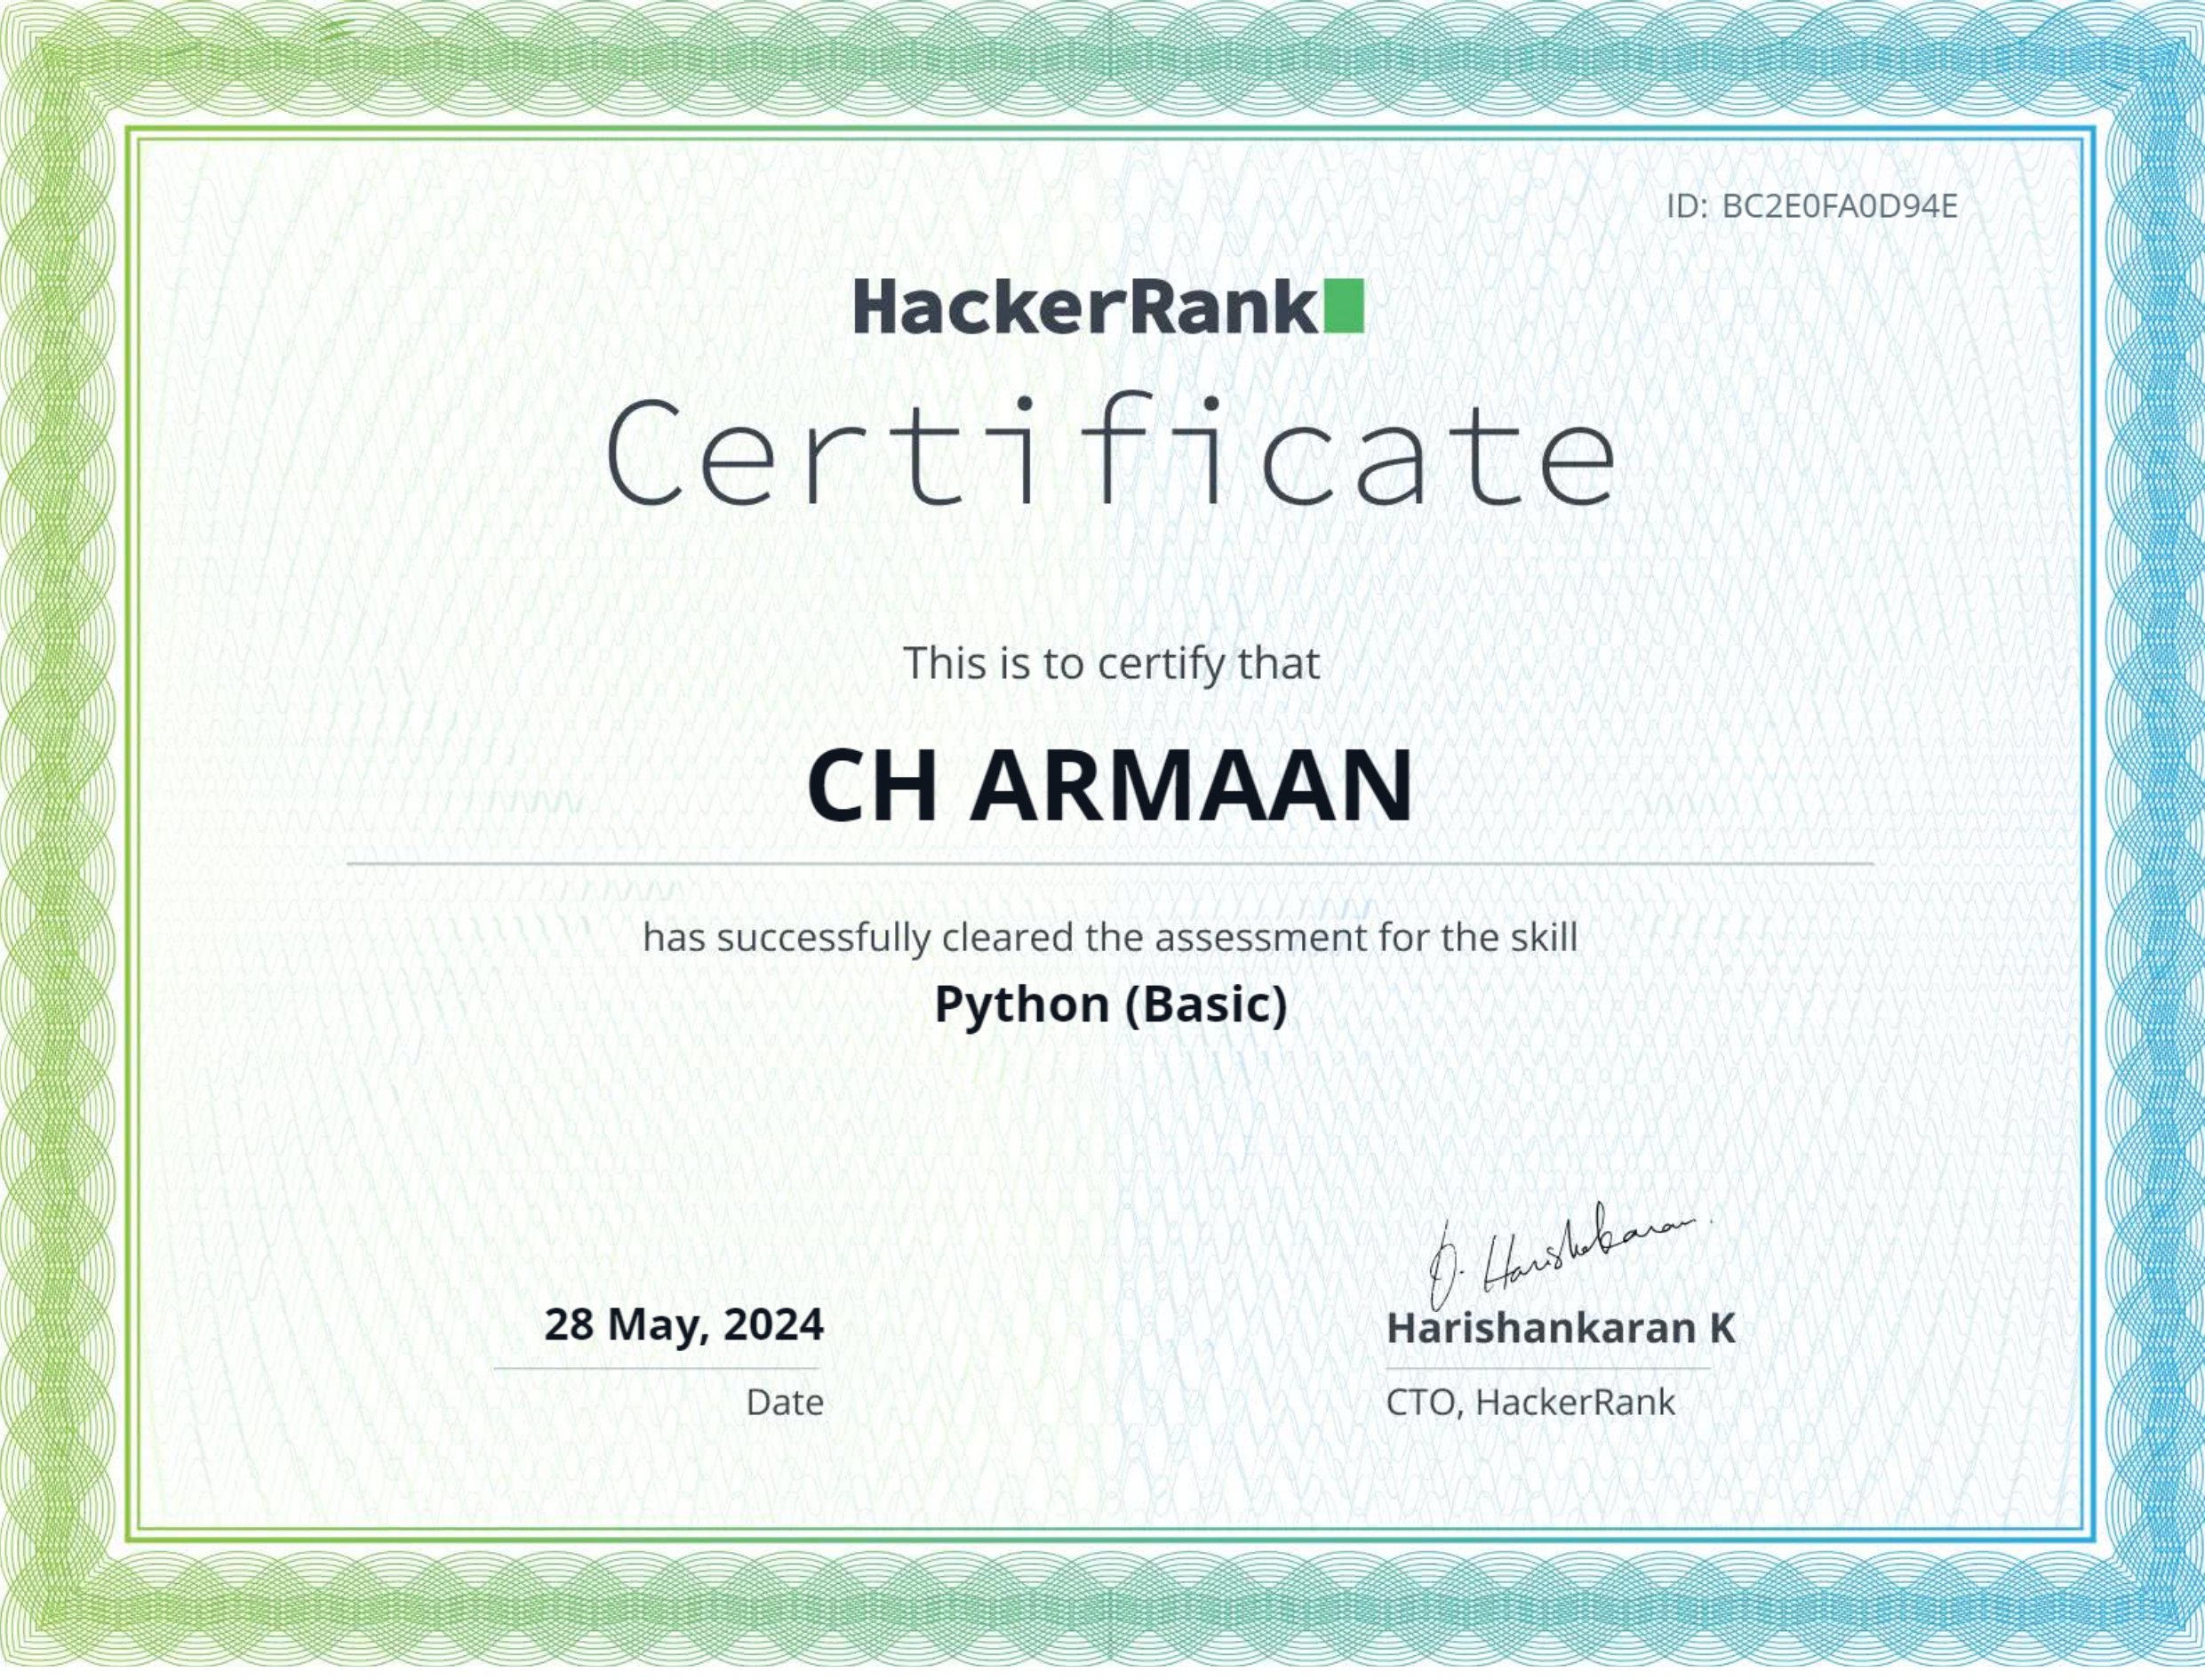 ID: BC2E0FA0D94E
HackerRank
Certificate
This is to certify that
CH ARMAAN
has successfully cleared the assessment for the skill
Python (Basic)
28 May, 2024
Date
Harishankaran K
CTO, HackerRank